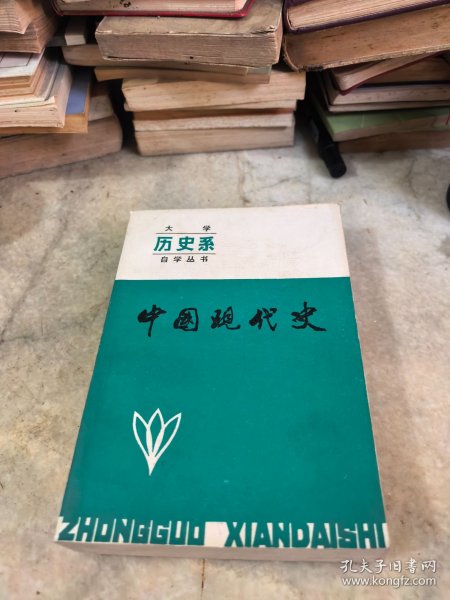 大学
历史系
自学丛书
中国现代史
ZHONGGUO XIANDAISHI
孔夫子旧书网
www.kongfz.com